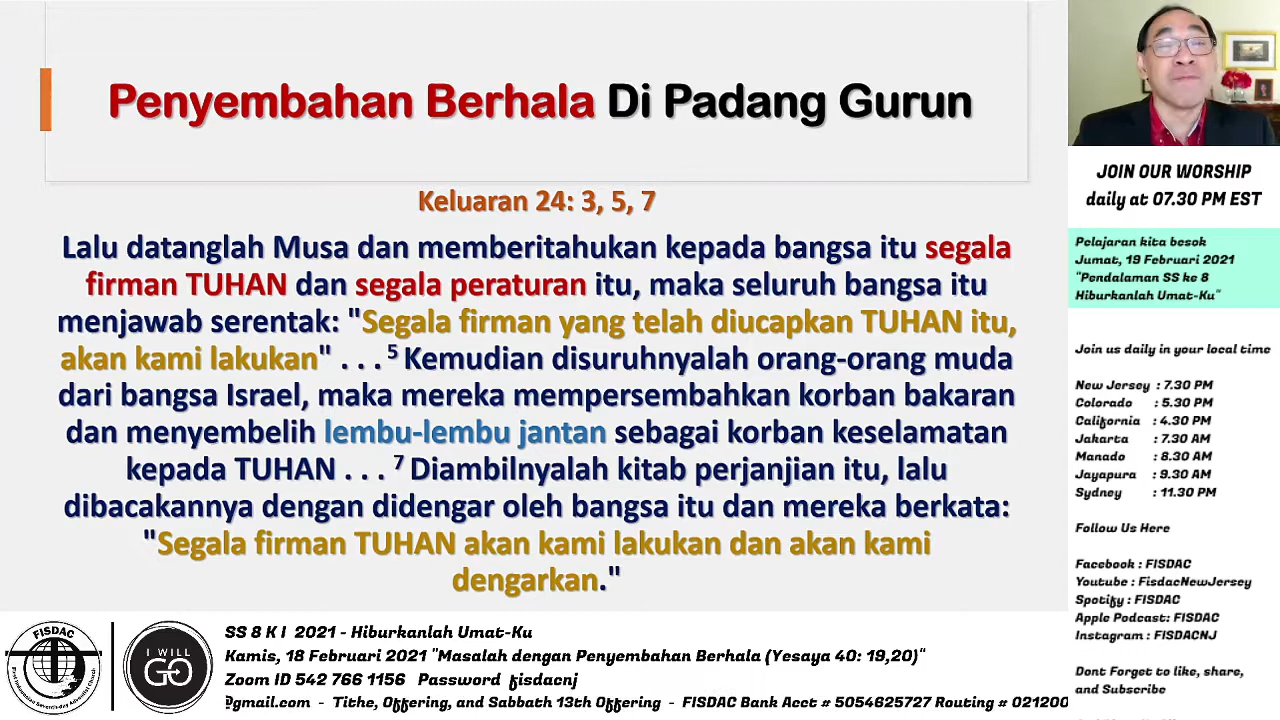 Penyembahan Berhala Di Padang Gurun
Keluaran 24: 3, 5, 7
Lalu datanglah Musa dan memberitahukan kepada bangsa itu segala
firman TUHAN dan segala peraturan itu, maka seluruh bangsa itu
menjawab serentak: "Segala firman yang telah diucapkan TUHAN itu,
akan kami lakukan" . . . 5 Kemudian disuruhnyalah orang-orang muda
dari bangsa Israel, maka mereka mempersembahkan korban bakaran
dan menyembelih lembu-lembu jantan sebagai korban keselamatan
kepada TUHAN . . . 7 Diambilnyalah kitab perjanjian itu, lalu
dibacakannya dengan didengar oleh bangsa itu dan mereka berkata:
"Segala firman TUHAN akan kami lakukan dan akan kami
dengarkan."
JOIN OUR WORSHIP
daily at 07.30 PM EST
Pelajaran kita besok
Jumat, 19 Februari 2021
"Pendalaman SS ke 8
Hiburkanlah Umat-Ku"
Join us daily in your local time
New Jersey : 7.30 PM
Colorado : 5.30 PM
California : 4.30 PM
Jakarta : 7.30 AM
Manado : 8.30 AM
Jayapura : 9.30 AM
Sydney : 11.30 PM
Follow Us Here
Facebook : FISDAC
Youtube : FisdacNewJersey
Spotify : FISDAC
Apple Podcast: FISDAC
Instagram : FISDACNJ
Dont Forget to like, share,
and Subscribe
FISDAC
I WILL
GO
SS 8 K I 2021 - Hiburkanlah Umat-Ku
Kamis, 18 Februari 2021 "Masalah dengan Penyembahan Berhala (Yesaya 40: 19,20)"
Zoom ID 542 766 1156 Password fisdacnj
@gmail.com - Tithe, Offering, and Sabbath 13th Offering - FISDAC Bank Acct # 5054625727 Routing # 021200